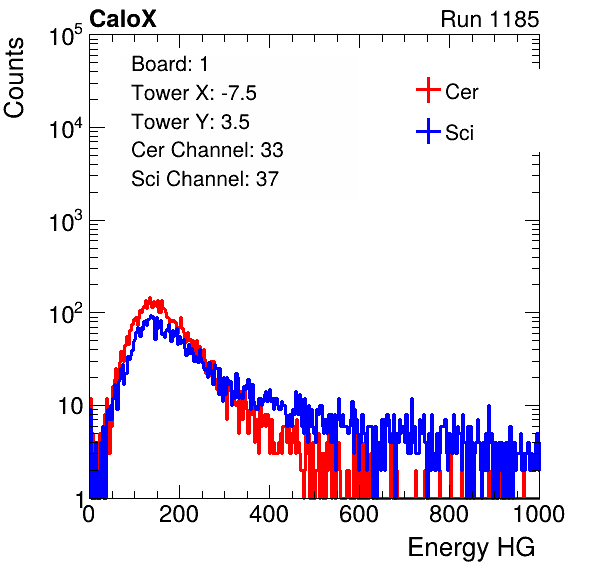 CaloX Run 1185
Counts
Board: 1
Tower X: -7.5
Tower Y: 3.5
Cer Channel: 33
Sci Channel: 37
Cer
Sci
10^5
10^4
10^3
10^2
10
1
0 200 400 600 800 1000
Energy HG